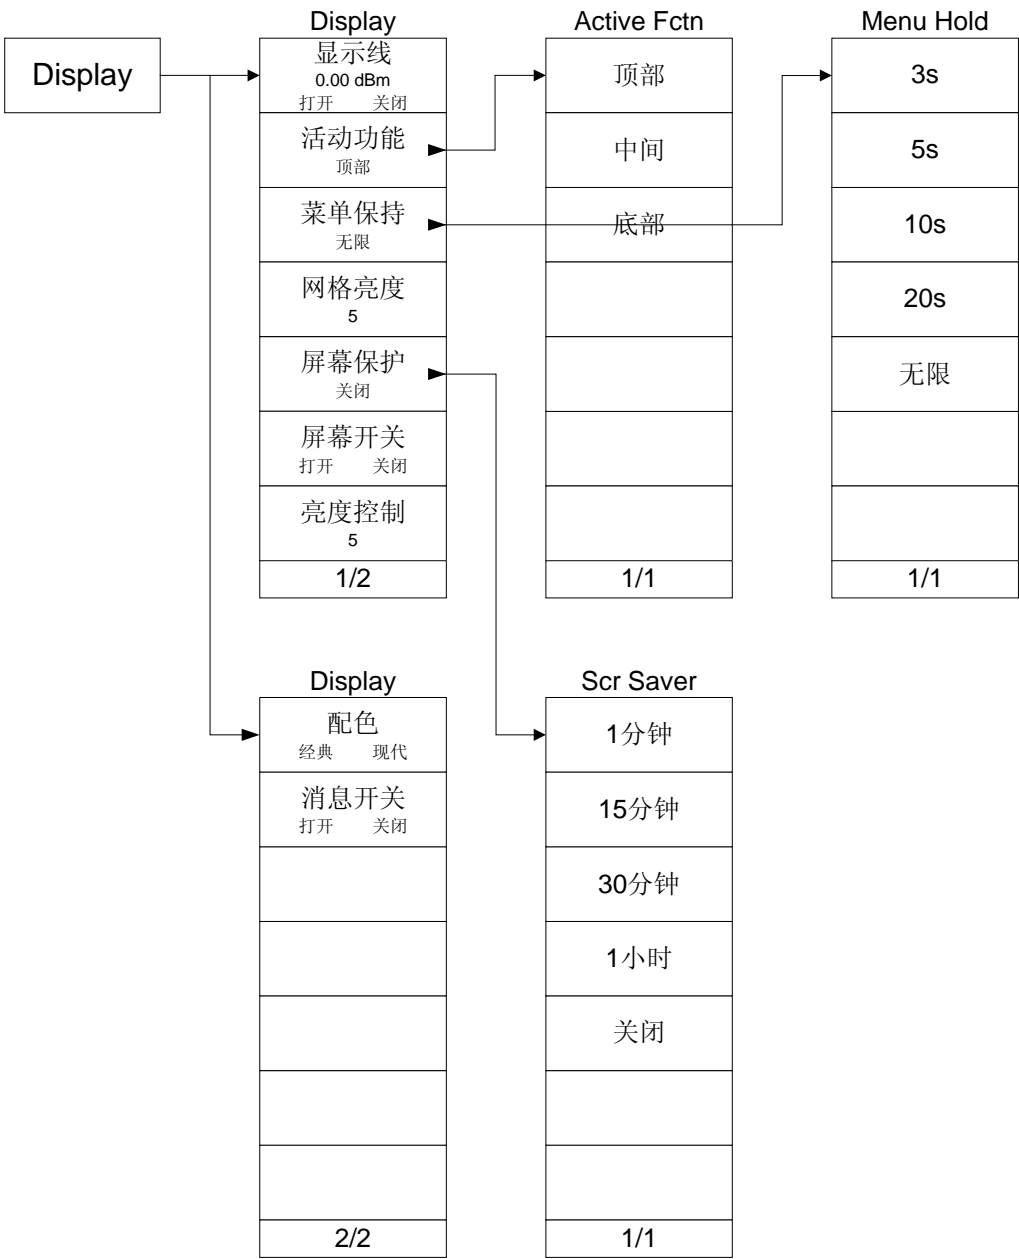 Display
Display
显示线
0.00 dBm
打开 关闭
活动功能
顶部
菜单保持
无限
网格亮度
5
屏幕保护
关闭
屏幕开关
打开 关闭
亮度控制
5
1/2
Active Fctn
顶部
中间
底部
1/1
Menu Hold
3s
5s
10s
20s
无限
1/1
Display
配色
经典 现代
消息开关
打开 关闭
2/2
Scr Saver
1分钟
15分钟
30分钟
1小时
关闭
1/1